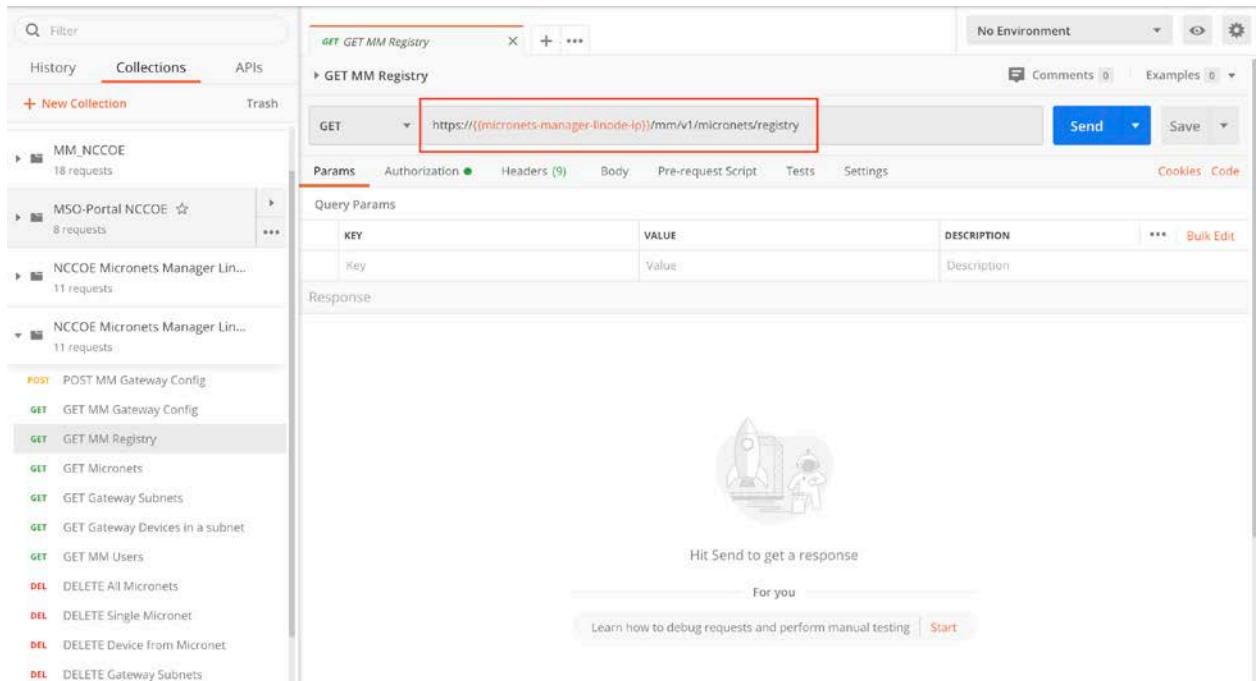 Filter
History Collections APIs
+ New Collection Trash
MM_NCCOE
18 requests
MSO-Portal NCCOE ☆
8 requests
NCCOE Micronets Manager Lin...
11 requests
NCCOE Micronets Manager Lin...
11 requests
POST POST MM Gateway Config
GET GET MM Gateway Config
GET GET MM Registry
GET GET Micronets
GET GET Gateway Subnets
GET GET Gateway Devices in a subnet
GET GET MM Users
DEL DELETE All Micronets
DEL DELETE Single Micronet
DEL DELETE Device from Micronet
DEL DELETE Gateway Subnets
GET GET MM Registry
No Environment
GET MM Registry
Comments 0 Examples 0
GET https://{{micronets-manager-linode-ip}}/mm/v1/micronets/registry Send Save
Params Authorization Headers (9) Body Pre-request Script Tests Settings Cookies Code
Query Params
KEY VALUE DESCRIPTION ••• Bulk Edit
Key Value Description
Response
Hit Send to get a response
For you
Learn how to debug requests and perform manual testing Start